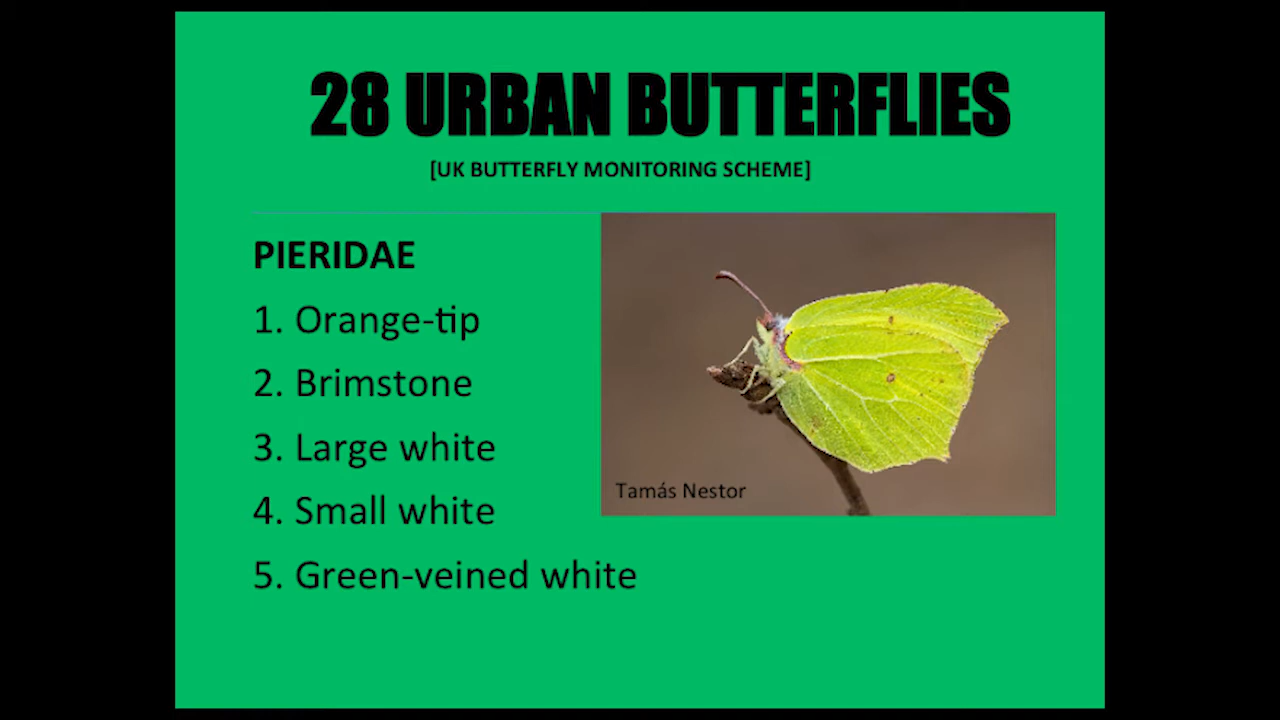 28 URBAN BUTTERFLIES
[UK BUTTERFLY MONITORING SCHEME]
PIERIDAE
1. Orange-tip
2. Brimstone
3. Large white
4. Small white
5. Green-veined white
Tamás Nestor